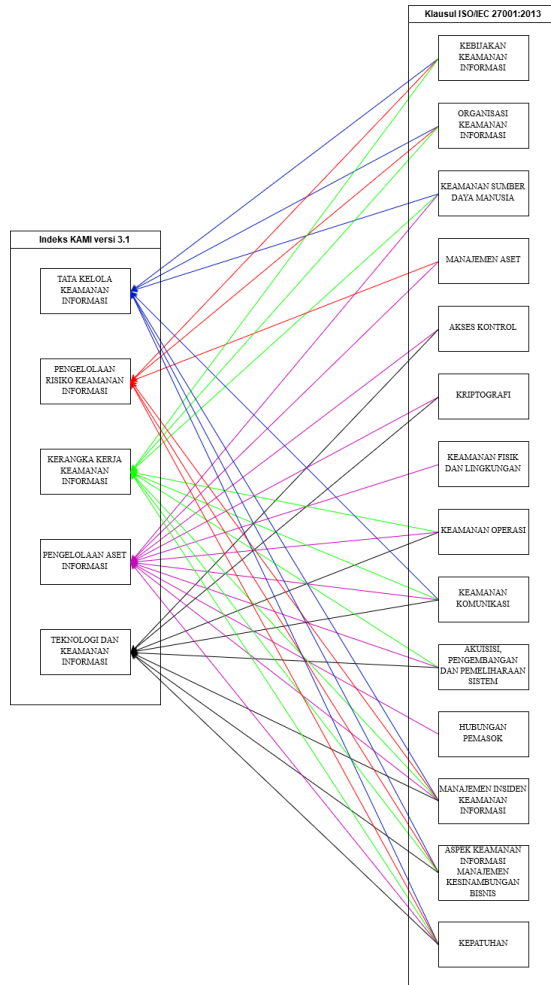 Klausul ISO/IEC 27001:2013
KEBIJAKAN
KEAMANAN
INFORMASI
ORGANISASI
KEAMANAN
INFORMASI
KEAMANAN SUMBER
DAYA MANUSIA
MANAJEMEN ASET
AKSES KONTROL
KRIPTOGRAFI
KEAMANAN FISIK
DAN LINGKUNGAN
KEAMANAN OPERASI
KEAMANAN
KOMUNIKASI
AKUISISI,
PENGEMBANGAN
DAN PEMELIHARAAN
SISTEM
HUBUNGAN
PEMASOK
MANAJEMEN INSIDEN
KEAMANAN
INFORMASI
ASPEK KEAMANAN
INFORMASI
MANAJEMEN
KESINAMBUNGAN
BISNIS
KEPATUHAN
Indeks KAMI versi 3.1
TATA KELOLA
KEAMANAN
INFORMASI
PENGELOLAAN
RISIKO KEAMANAN
INFORMASI
KERANGKA KERJA
KEAMANAN
INFORMASI
PENGELOLAAN ASET
INFORMASI
TEKNOLOGI DAN
KEAMANAN
INFORMASI